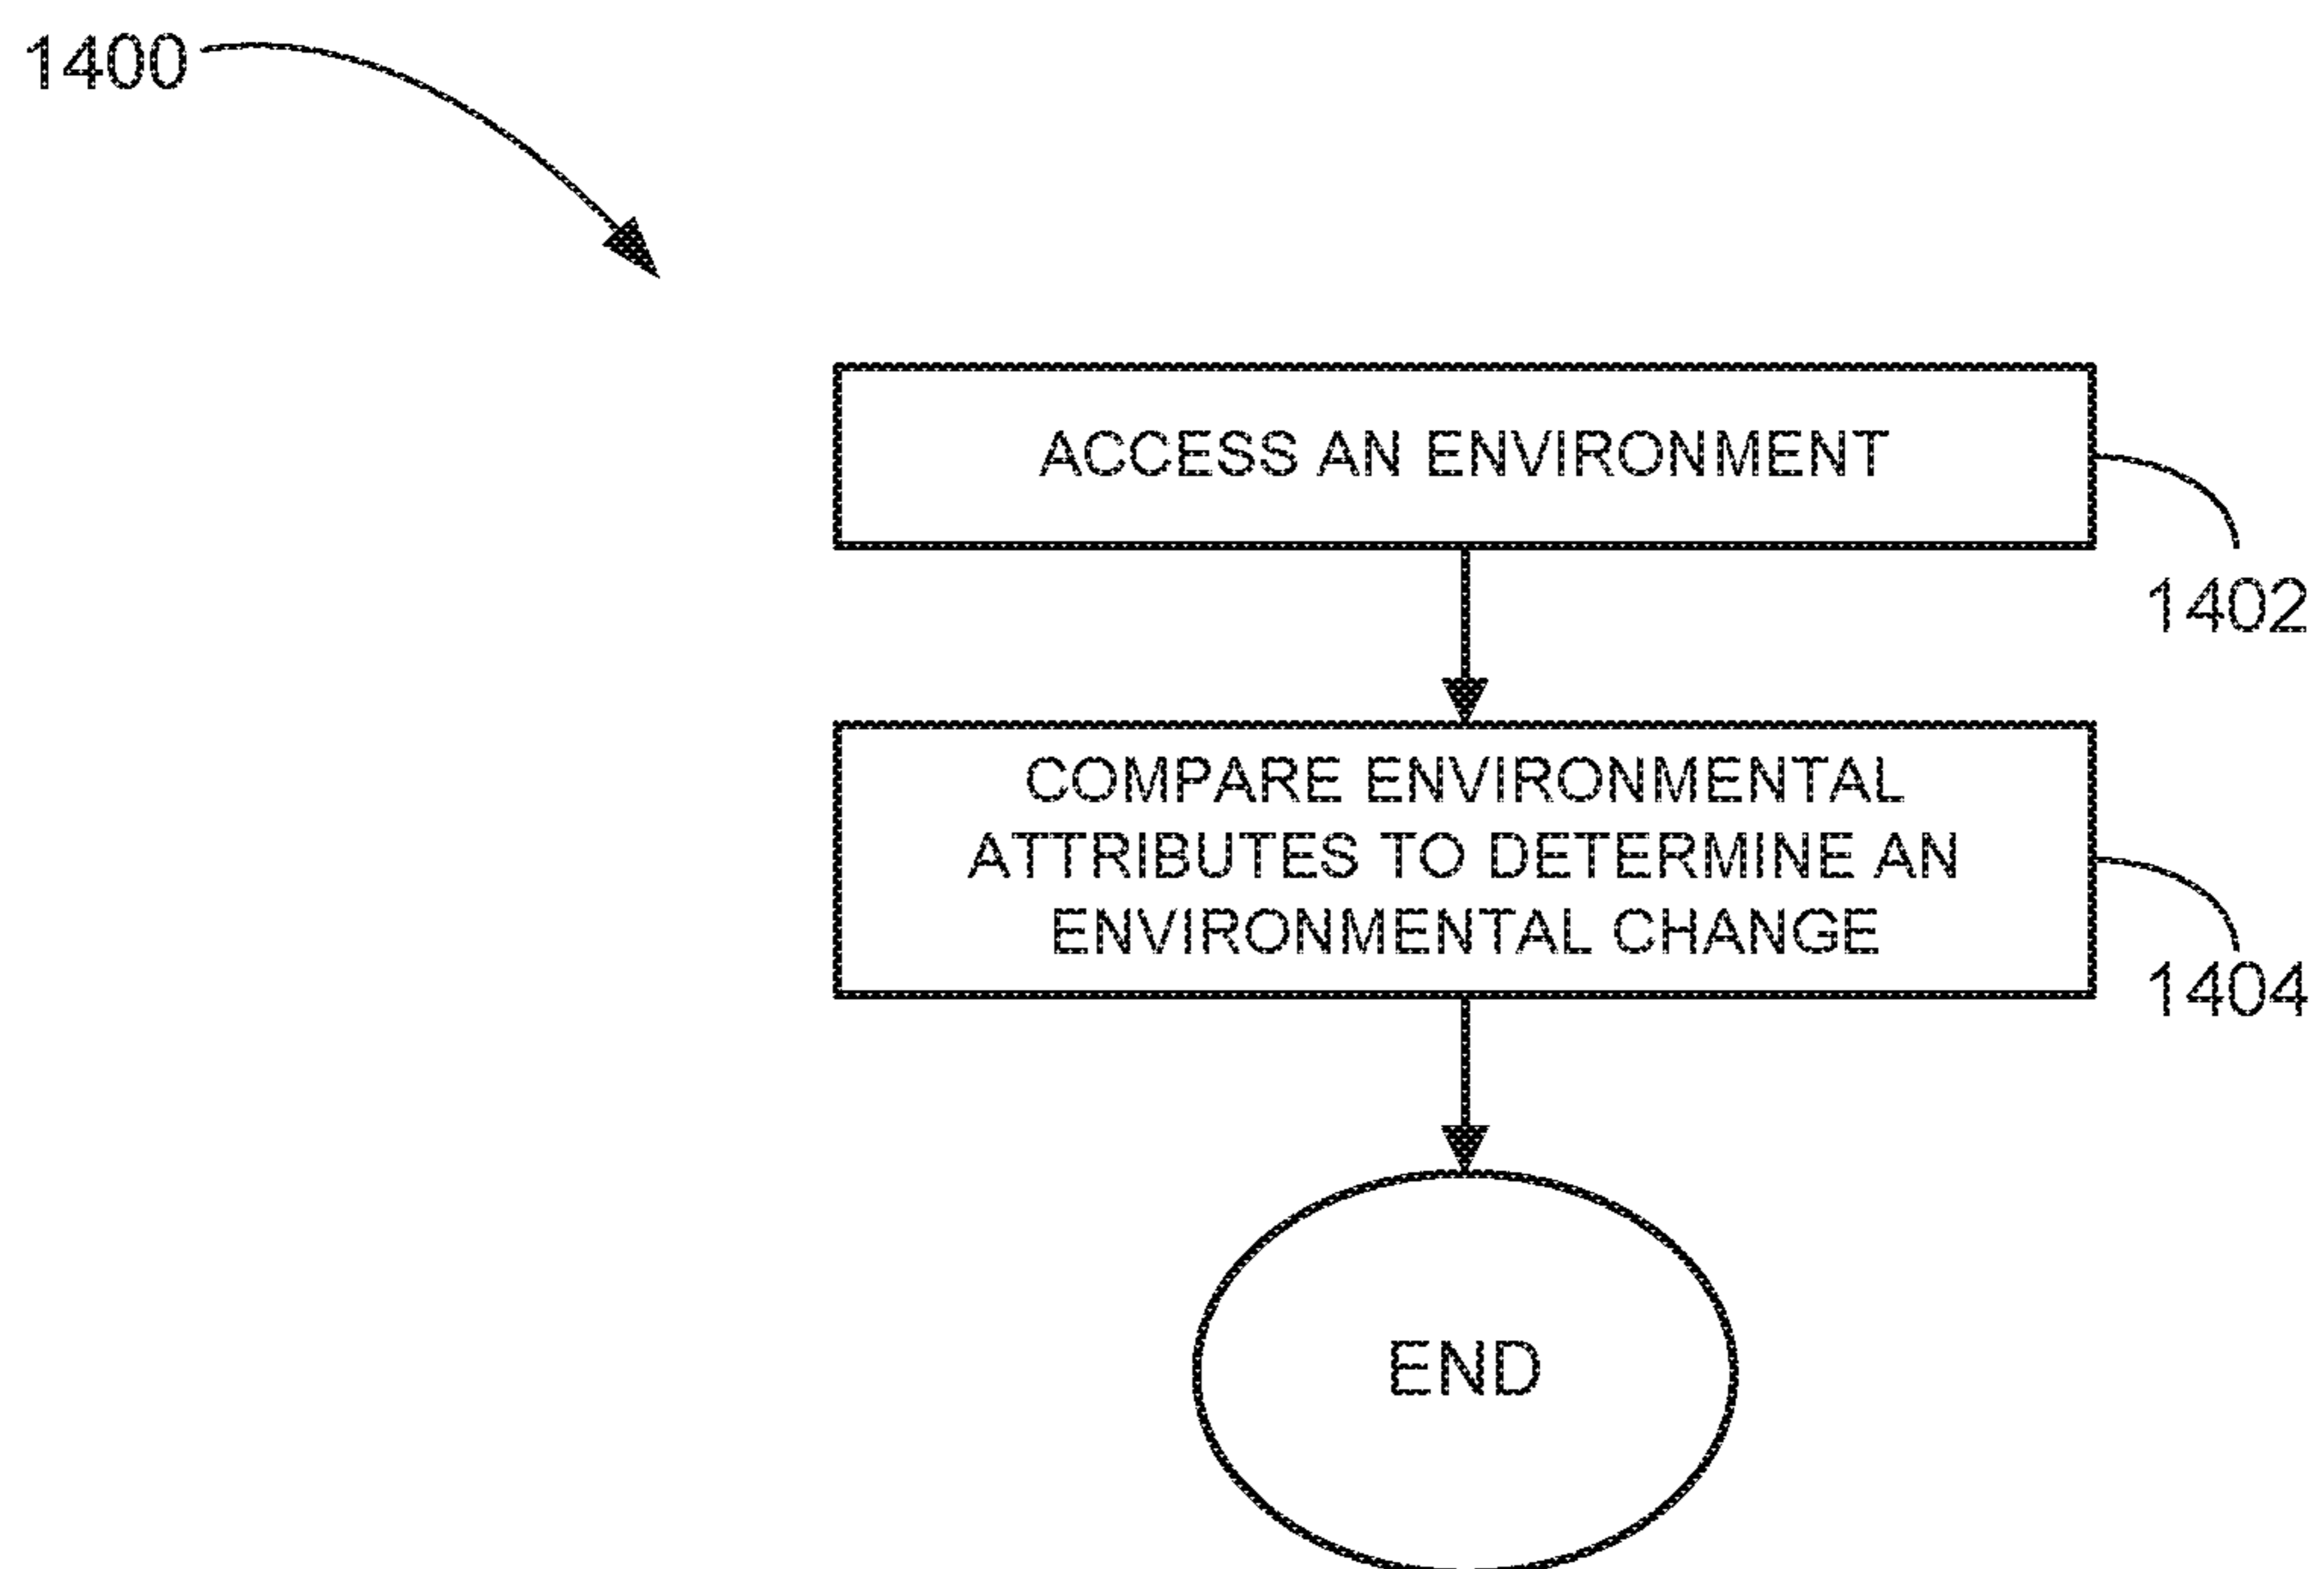 1400
ACCESS AN ENVIRONMENT
1402
COMPARE ENVIRONMENTAL
ATTRIBUTES TO DETERMINE AN
ENVIRONMENTAL CHANGE
1404
END